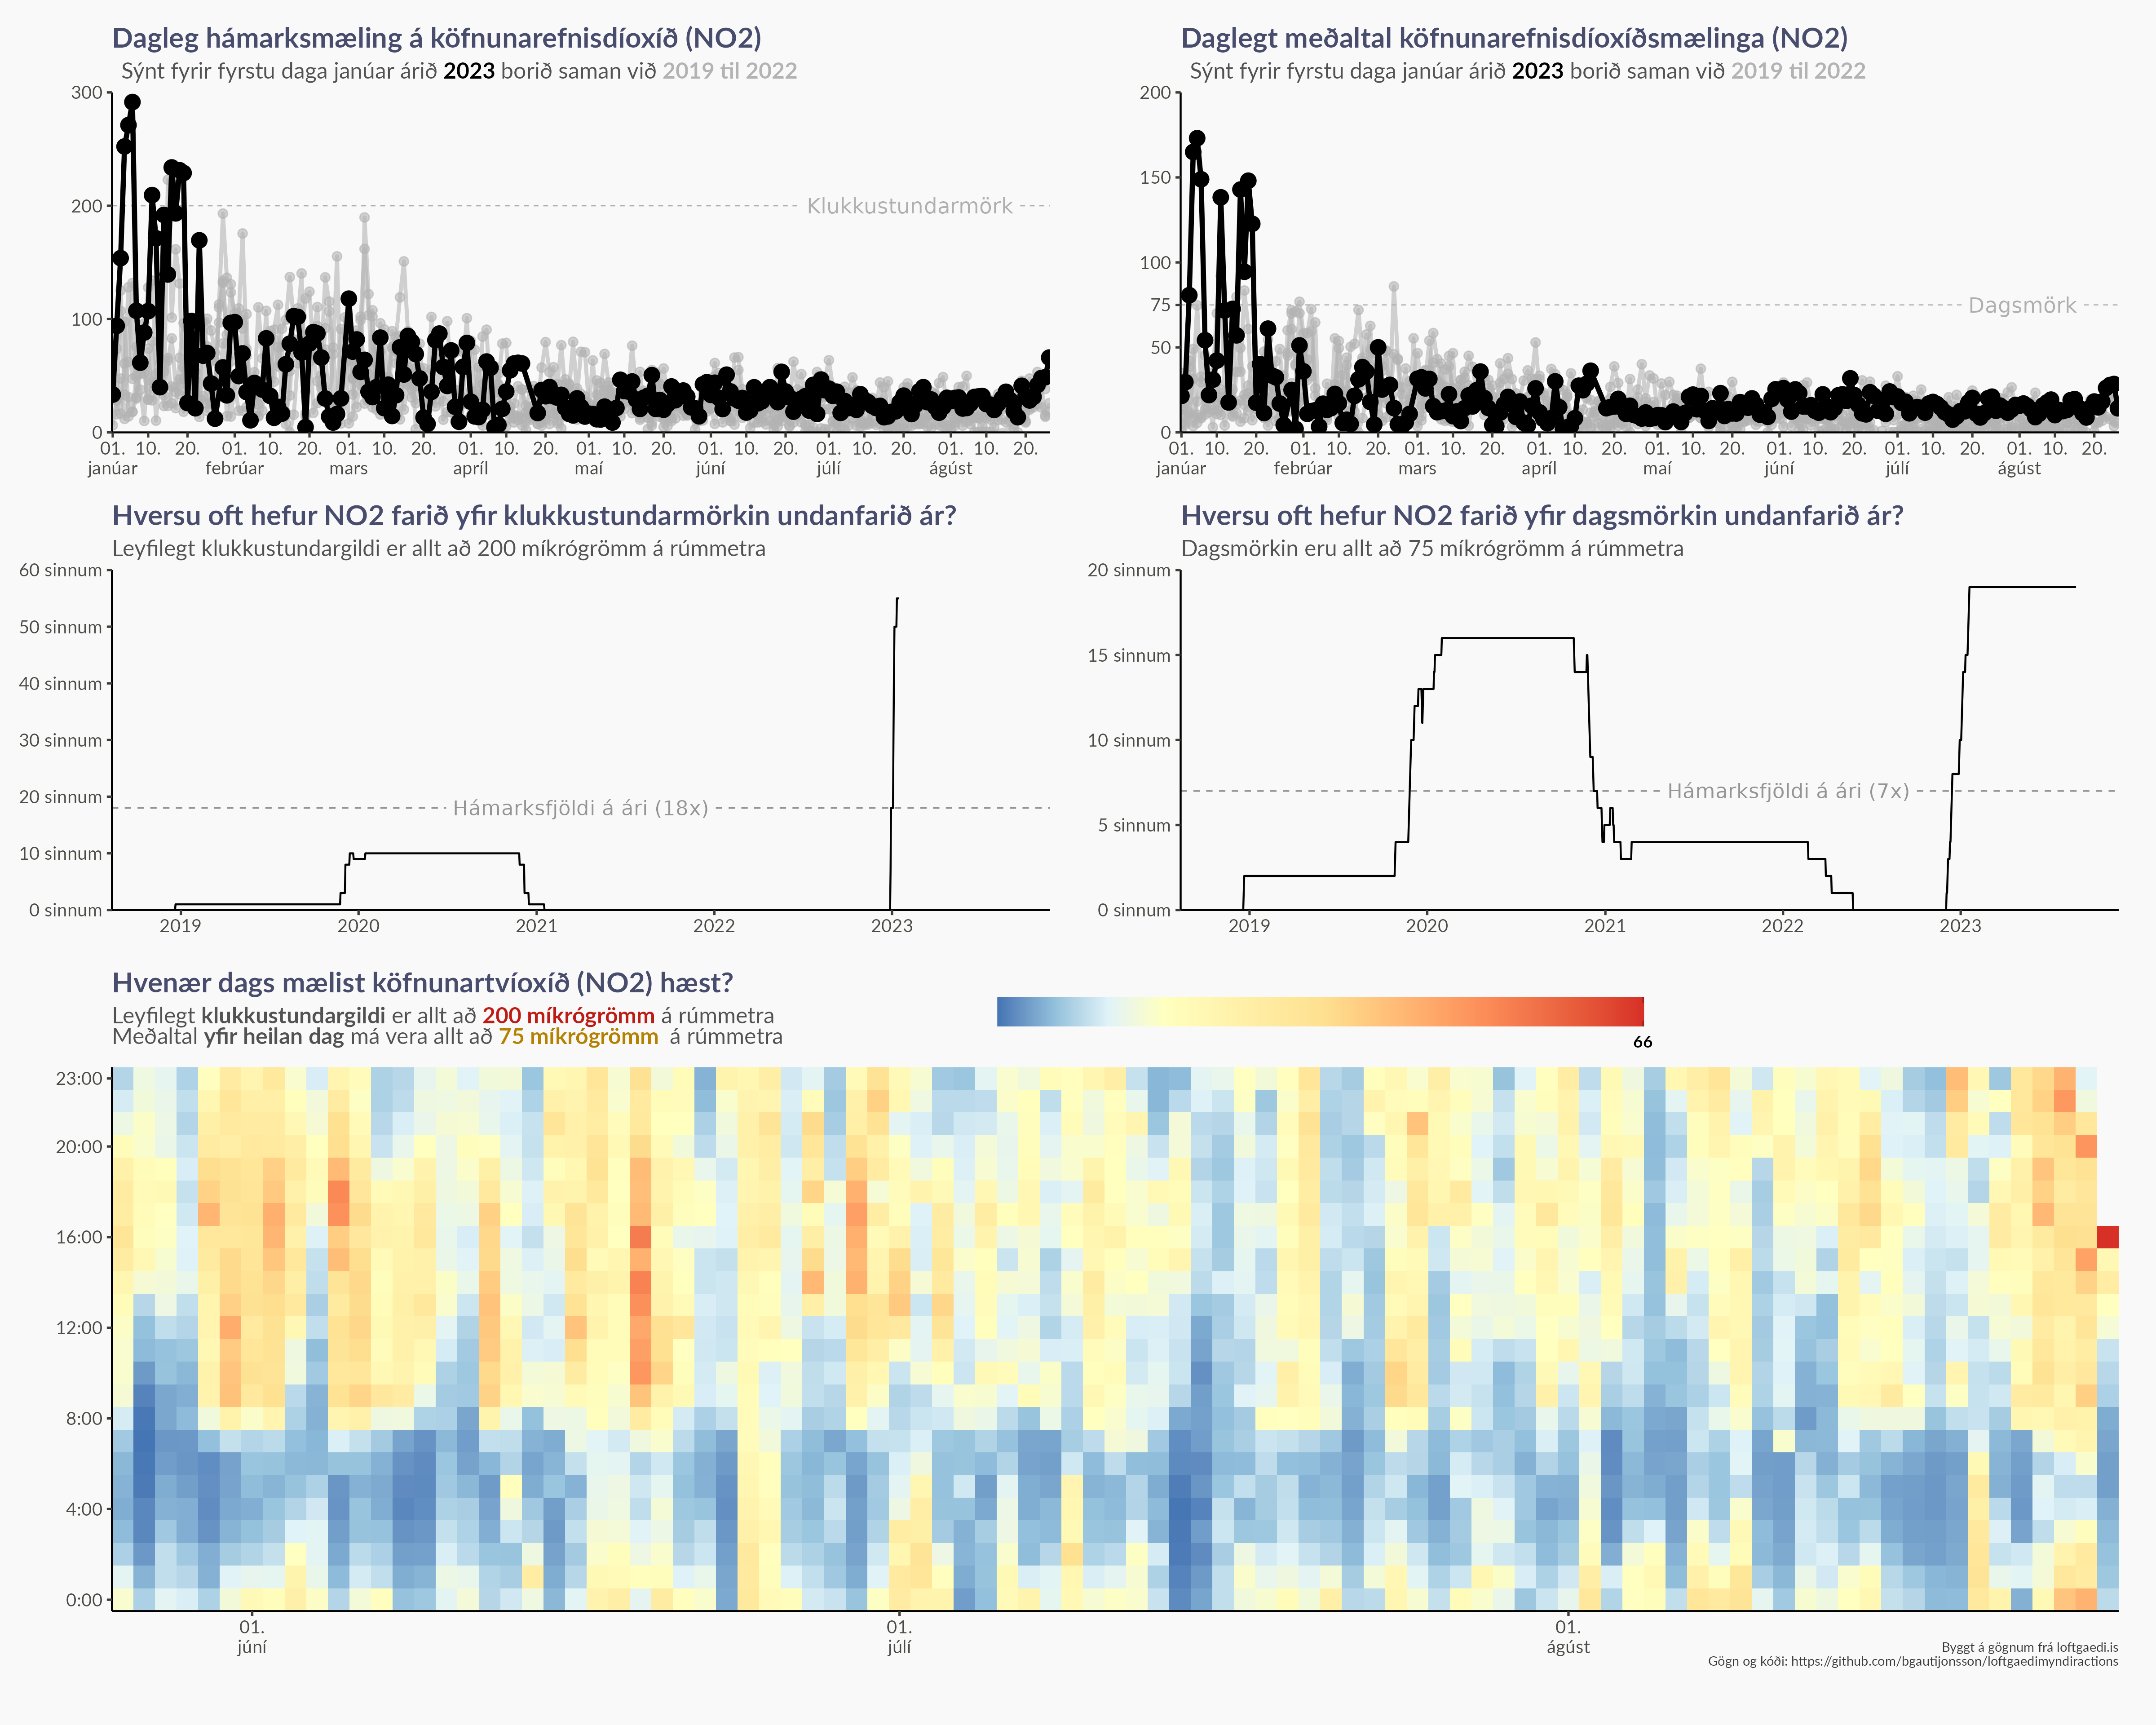 Dagleg hámarksmæling á köfnunarefnisdíoxíð (NO2)
Sýnt fyrir fyrstu daga janúar árið 2023 borið saman við 2019 til 2022
300
200
100
0
Klukkustundarmörk
01. 10. 20. 01. 10. 20. 01. 10. 20. 01. 10. 20. 01. 10. 20. 01. 10. 20. 01. 10. 20. 01. 10. 20.
janúar febrúar mars apríl maí júní júlí ágúst
Daglegt meðaltal köfnunarefnisdíoxíðsmælinga (NO2)
Sýnt fyrir fyrstu daga janúar árið 2023 borið saman við 2019 til 2022
200
150
100
75
50
0
Dagsmörk
01. 10. 20. 01. 10. 20. 01. 10. 20. 01. 10. 20. 01. 10. 20. 01. 10. 20. 01. 10. 20. 01. 10. 20.
janúar febrúar mars apríl maí júní júlí ágúst
Hversu oft hefur NO2 farið yfir klukkustundarmörkin undanfarið ár?
Leyfilegt klukkustundargildi er allt að 200 míkrógrömm á rúmmetra
60 sinnum
50 sinnum
40 sinnum
30 sinnum
20 sinnum
10 sinnum
0 sinnum
Hámarksfjöldi á ári (18x)
2019 2020 2021 2022 2023
Hversu oft hefur NO2 farið yfir dagsmörkin undanfarið ár?
Dagsmörkin eru allt að 75 míkrógrömm á rúmmetra
20 sinnum
15 sinnum
10 sinnum
5 sinnum
0 sinnum
Hámarksfjöldi á ári (7x)
2019 2020 2021 2022 2023
Hvenær dags mælist köfnunartvíoxíð (NO2) hæst?
Leyfilegt klukkustundargildi er allt að 200 míkrógrömm á rúmmetra
Meðaltal yfir heilan dag má vera allt að 75 míkrógrömm á rúmmetra
66
23:00
20:00
16:00
12:00
8:00
4:00
0:00
01. 01. 01.
júní júlí ágúst
Byggt á gögnum frá loftgaedi.is
Gögn og kóði: https://github.com/bgautijonsson/loftgaedimyndiractions